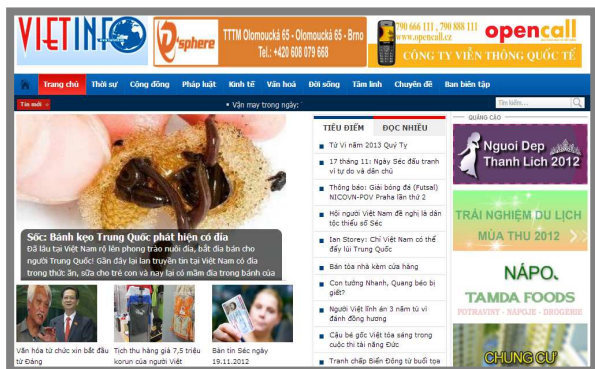 VIETINFO
D'sphere
TTTM Olomoucká 65 - Olomoucká 65 - Brno
Tel.: +420 608 079 668
790 666 111, 790 888 111
www.opencall.cz
opencall
CÔNG TY VIỄN THÔNG QUỐC TẾ
Trang chủ Thời sự Cộng đồng Pháp luật Kinh tế Văn hoá Đời sống Tâm linh Chuyên đề Ban biên tập
Tin mới
• Vận may trong ngày:
Tìm kiếm...
Sốc: Bánh kẹo Trung Quốc phát hiện có đỉa
Đã lâu tại Việt Nam rộ lên phong trào nuôi đỉa, bắt đỉa bán cho
người Trung Quốc! Gần đây lại lan truyền tin tại Việt Nam có đỉa
trong thức ăn, sữa cho trẻ con và nay lại có mầm đỉa trong bánh của
Văn hóa từ chức xin bắt đầu
từ Đảng
Tịch thu hàng giả 7,5 triệu
korun của người Việt
Bản tin Séc ngày
19.11.2012
TIÊU ĐIỂM ĐỌC NHIỀU
Tử Vi năm 2013 Quý Tỵ
17 tháng 11: Ngày Séc đấu tranh
vì tự do và dân chủ
Thông báo: Giải bóng đá (Futsal)
NICOVN-POV Praha lần thứ 2
Hội người Việt Nam đề nghị là dân
tộc thiểu số Séc
Ian Storey: Chỉ Việt Nam có thể
đẩy lùi Trung Quốc
Bán tòa nhà kèm cửa hàng
Con tướng Nhanh, Quang béo bị
giết?
Người Việt lĩnh án 3 năm tù vì
đánh đồng hương
Cậu bé gốc Việt tỏa sáng trong
cuộc thi tài năng Đức
Tranh chấp Biển Đông từ buổi tọa
QUẢNG CÁO
Nguoi Dep
Thanh Lich 2012
TRẢI NGHIỆM DU LỊCH
MÙA THU 2012
NÁPO.
TAMDA FOODS
POTRAVINY - NAPOJE - DROGERIE
CHUNG CƯ